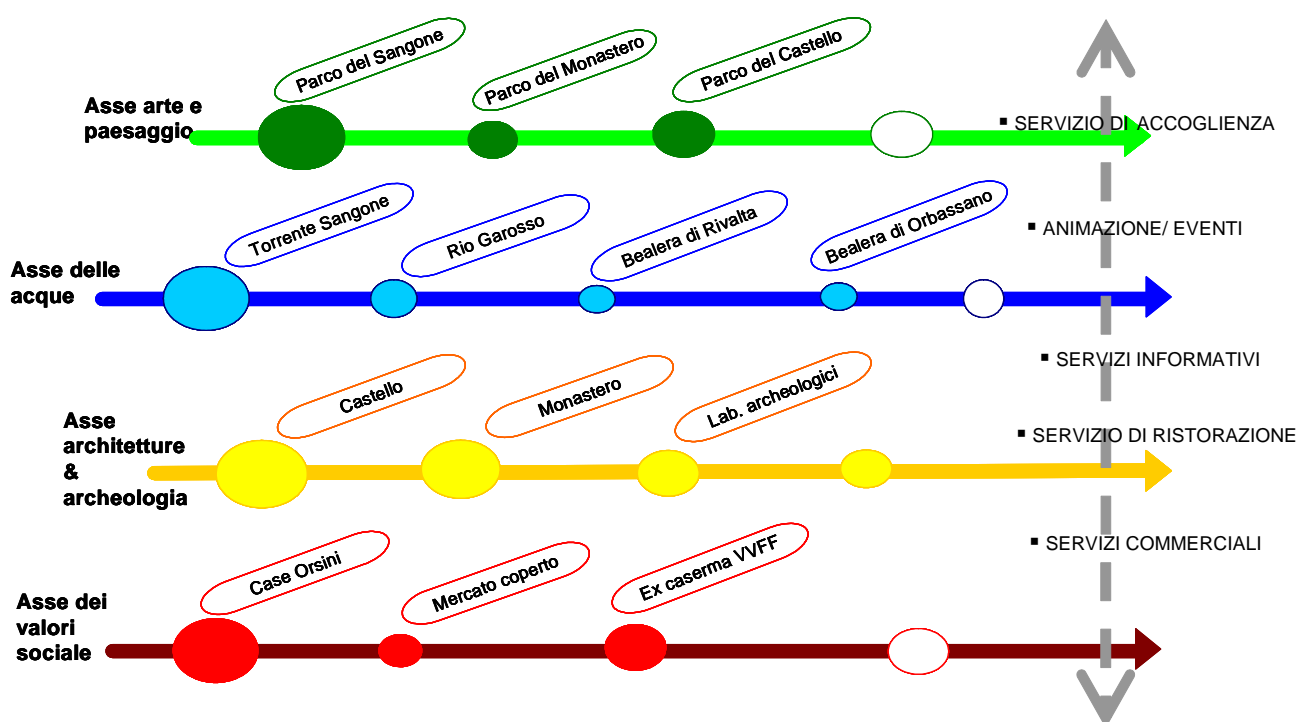 Parco del Sangone
Parco del Monastero
Parco del Castello
Asse arte e
paesaggio
▪ SERVIZIO DI ACCOGLIENZA
Torrente Sangone
Rio Garosso
Bealera di Rivalta
Bealera di Orbassano
▪ ANIMAZIONE/ EVENTI
Asse delle
acque
▪ SERVIZI INFORMATIVI
Castello
Monastero
Lab. archeologici
Asse
architetture
&
archeologia
▪ SERVIZIO DI RISTORAZIONE
Case Orsini
Mercato coperto
Ex caserma VVFF
▪ SERVIZI COMMERCIALI
Asse dei
valori
sociale